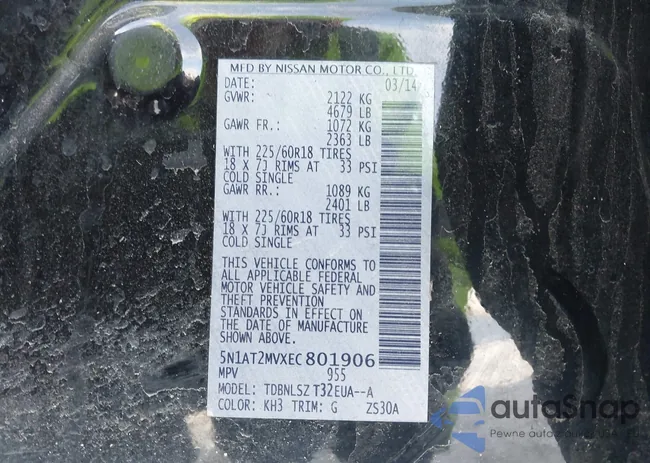 MFD BY NISSAN MOTOR CO., LTD.
DATE: 03/14
GVWR: 2122 KG
4679 LB
GAWR FR.: 1072 KG
2363 LB
WITH 225/60R18 TIRES
18 X 7J RIMS AT 33 PSI
COLD SINGLE
GAWR RR.: 1089 KG
2401 LB
WITH 225/60R18 TIRES
18 X 7J RIMS AT 33 PSI
COLD SINGLE
THIS VEHICLE CONFORMS TO
ALL APPLICABLE FEDERAL
MOTOR VEHICLE SAFETY AND
THEFT PREVENTION
STANDARDS IN EFFECT ON
THE DATE OF MANUFACTURE
SHOWN ABOVE.
5N1AT2MVXEC801906
MPV 955
MODEL: TDBNLSZ T32EUA--A
COLOR: KH3 TRIM: G ZS30A
autaSnap
Pewne auto